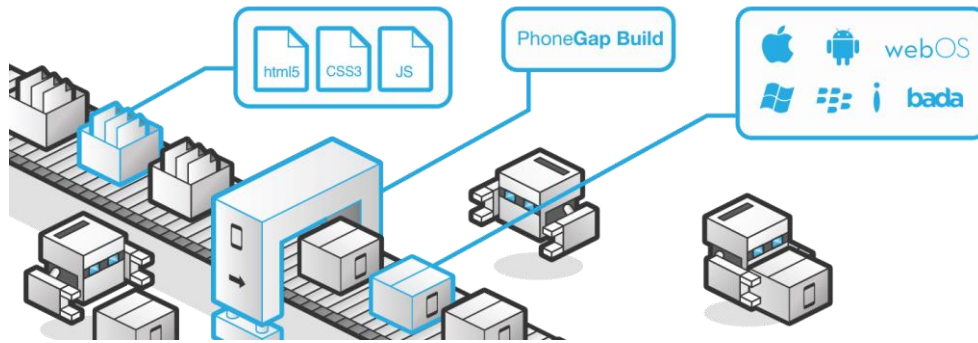 html5
CSS3
JS
PhoneGap Build
webOS
bada